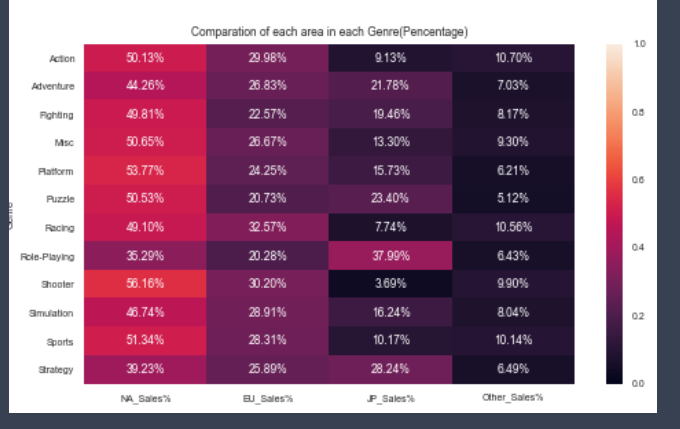 Comparation of each area in each Genre(Pencentage)
Action 50.13% 29.98% 9.13% 10.70%
Adventure 44.26% 26.83% 21.78% 7.03%
Fighting 49.81% 22.57% 19.46% 8.17%
Misc 50.65% 26.67% 13.30% 9.30%
Platform 53.77% 24.25% 15.73% 6.21%
Puzzle 50.53% 20.73% 23.40% 5.12%
Racing 49.10% 32.57% 7.74% 10.56%
Role-Playing 35.29% 20.28% 37.99% 6.43%
Shooter 56.16% 30.20% 3.69% 9.90%
Simulation 46.74% 28.91% 16.24% 8.04%
Sports 51.34% 28.31% 10.17% 10.14%
Strategy 39.23% 25.89% 28.24% 6.49%
NA_Sales% EU_Sales% JP_Sales% Other_Sales%
1.0
0.8
0.6
0.4
0.2
0.0